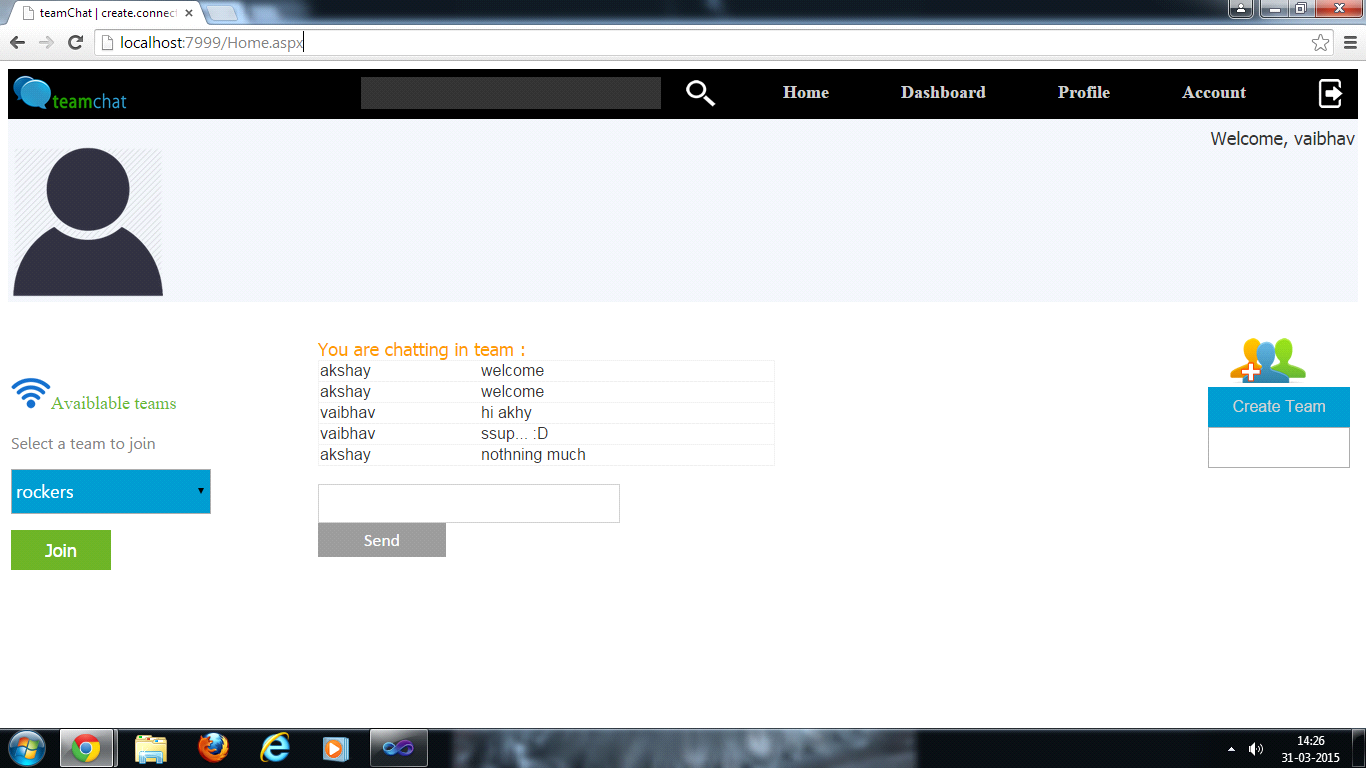 teamChat | create.connect
localhost:7999/Home.aspx
teamchat
Home Dashboard Profile Account
Welcome, vaibhav
You are chatting in team :
akshay welcome
akshay welcome
vaibhav hi akhy
vaibhav ssup... :D
akshay nothning much
Send
Avaiblable teams
Select a team to join
rockers
Join
Create Team
14:26
31-03-2015